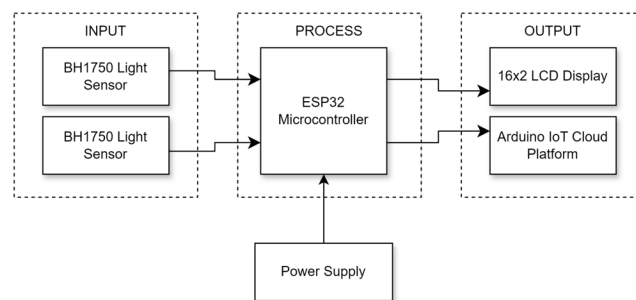 INPUT
PROCESS
OUTPUT
BH1750 Light
Sensor
BH1750 Light
Sensor
ESP32
Microcontroller
16x2 LCD Display
Arduino IoT Cloud
Platform
Power Supply